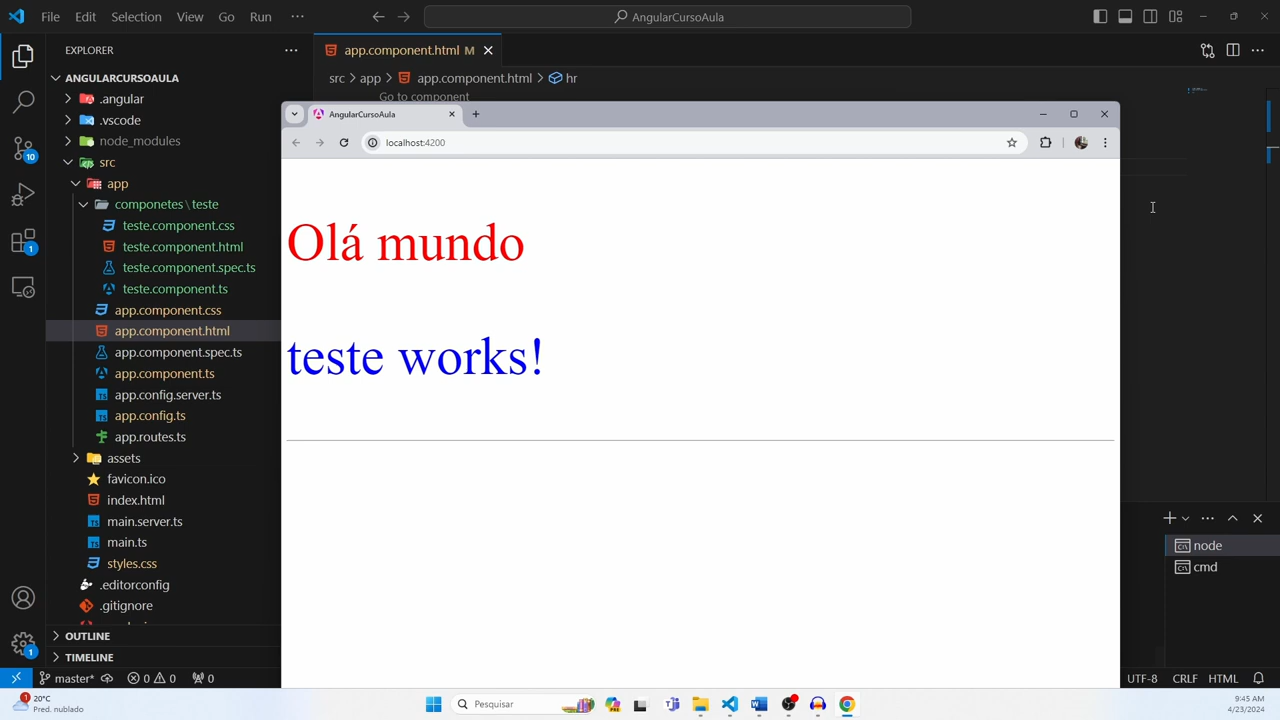 File Edit Selection View Go Run ··· AngularCursoAula
EXPLORER ···
ANGULARCURSOAULA
.angular
.vscode
node_modules
src
app
componetes\teste
teste.component.css
teste.component.html
teste.component.spec.ts
teste.component.ts
app.component.css
app.component.html
app.component.spec.ts
app.component.ts
app.config.server.ts
app.config.ts
app.routes.ts
assets
favicon.ico
index.html
main.server.ts
main.ts
styles.css
.editorconfig
.gitignore
OUTLINE
TIMELINE
10
1
1
app.component.html M
src > app > app.component.html > hr
Go to component
AngularCursoAula
localhost:4200
Olá mundo
teste works!
node
cmd
master* 0 0 0
UTF-8 CRLF HTML
1
20°C
Pred. nublado
Pesquisar
9:45 AM
4/23/2024